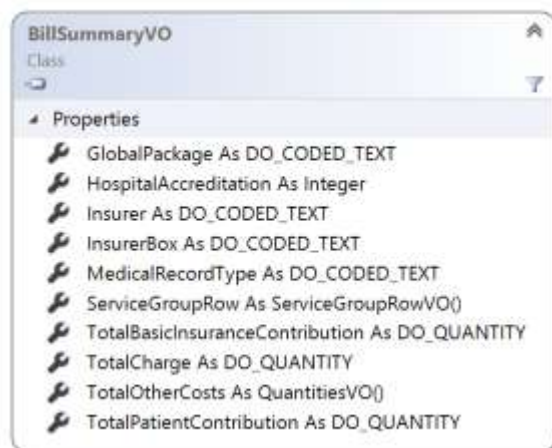 BillSummaryVO
Class
Properties
GlobalPackage As DO_CODED_TEXT
HospitalAccreditation As Integer
Insurer As DO_CODED_TEXT
InsurerBox As DO_CODED_TEXT
MedicalRecordType As DO_CODED_TEXT
ServiceGroupRow As ServiceGroupRowVO()
TotalBasicInsuranceContribution As DO_QUANTITY
TotalCharge As DO_QUANTITY
TotalOtherCosts As QuantitiesVO()
TotalPatientContribution As DO_QUANTITY